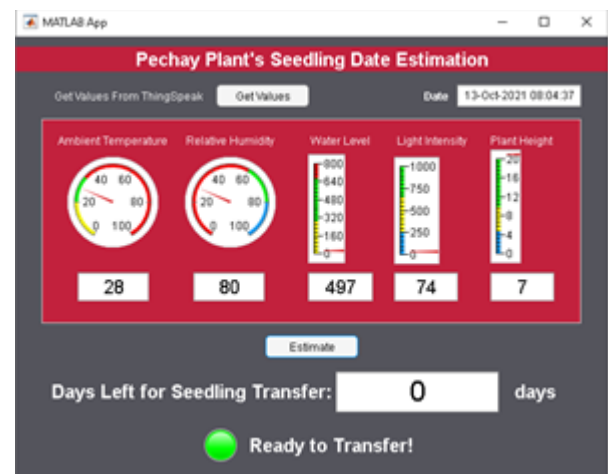 MATLAB App
Pechay Plant's Seedling Date Estimation
Get Values From ThingSpeak Get Values Date 13-Oct-2021 08:04:37
Ambient Temperature Relative Humidity Water Level Light Intensity Plant Height
40 60
20 80
0 100
40 60
20 80
0 100
800
640
480
320
160
0
1000
750
500
250
0
20
16
12
8
4
0
28 80 497 74 7
Estimate
Days Left for Seedling Transfer: 0 days
Ready to Transfer!